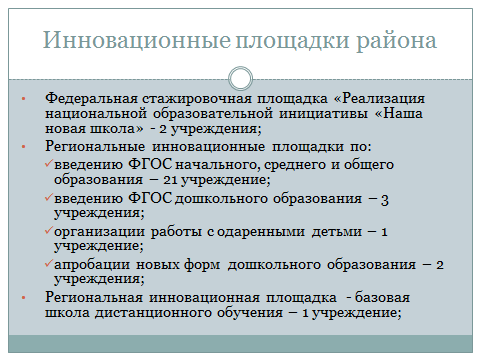 Инновационные площадки района
Федеральная стажировочная площадка «Реализация
национальной образовательной инициативы «Наша
новая школа» - 2 учреждения;
Региональные инновационные площадки по:
введению ФГОС начального, среднего и общего
образования – 21 учреждение;
введению ФГОС дошкольного образования – 3
учреждения;
организации работы с одаренными детьми – 1
учреждение;
апробации новых форм дошкольного образования – 2
учреждения;
Региональная инновационная площадка - базовая
школа дистанционного обучения – 1 учреждение;